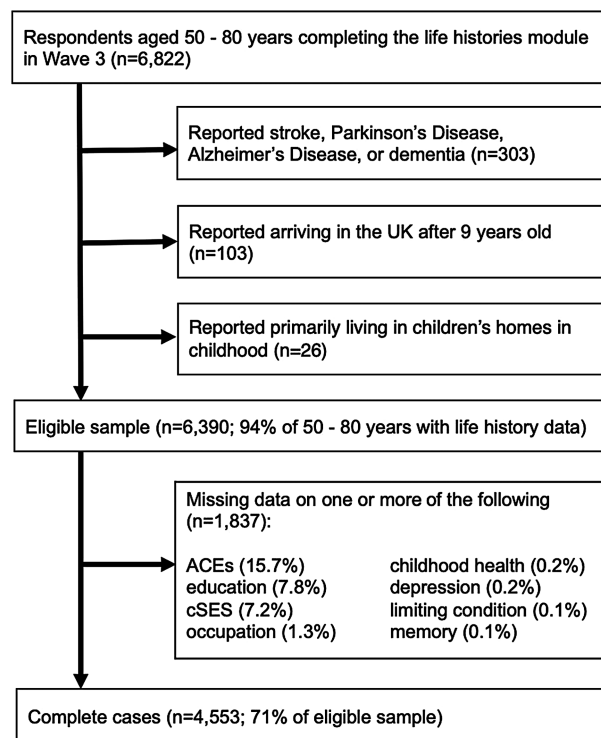 Respondents aged 50 - 80 years completing the life histories module
in Wave 3 (n=6,822)
Reported stroke, Parkinson's Disease,
Alzheimer's Disease, or dementia (n=303)
Reported arriving in the UK after 9 years old
(n=103)
Reported primarily living in children's homes in
childhood (n=26)
Eligible sample (n=6,390; 94% of 50 - 80 years with life history data)
Missing data on one or more of the following
(n=1,837):
ACEs (15.7%)
education (7.8%)
cSES (7.2%)
occupation (1.3%)
childhood health (0.2%)
depression (0.2%)
limiting condition (0.1%)
memory (0.1%)
Complete cases (n=4,553; 71% of eligible sample)